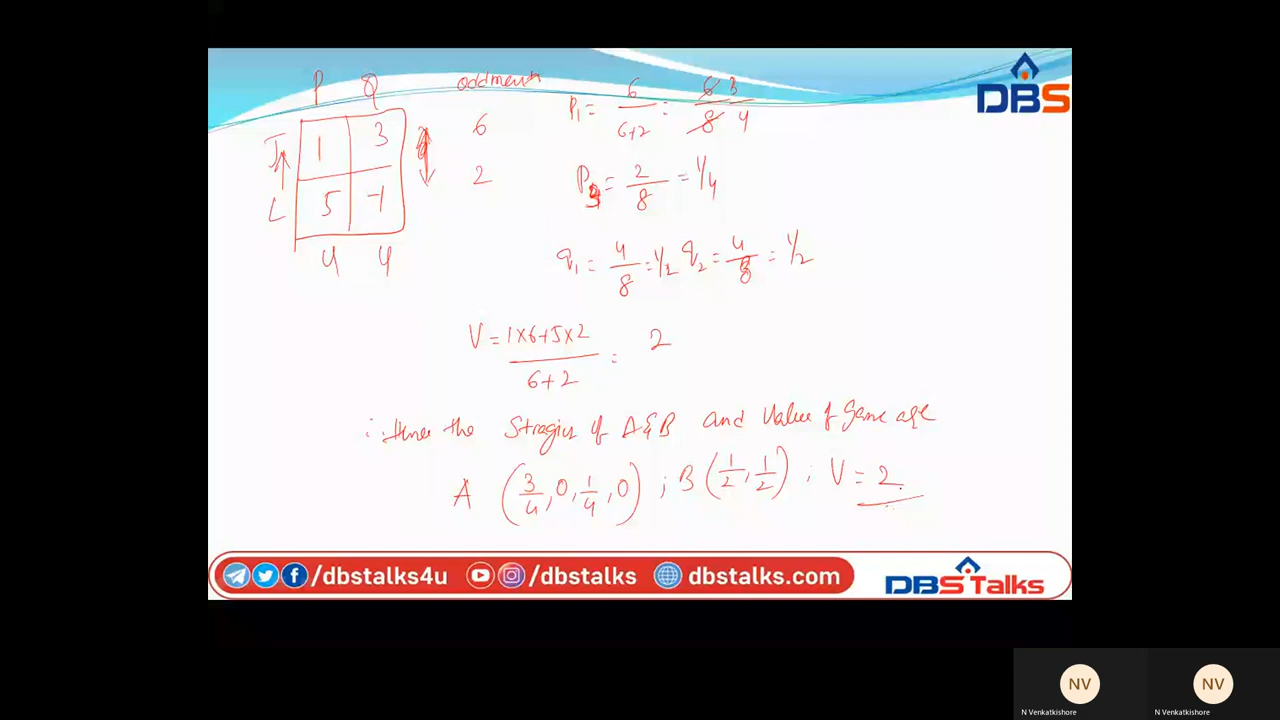 P Q oddments
I 1 3 6
L 5 -1 2
4 4
P1 = 6/6+2 = 6/8 3/4
P2 = 2/8 = 1/4
q1 = 4/8 = 1/2 q2 = 4/8 = 1/2
V = 1×6+5×2/6+2 = 2
∴ Hence the Stragies of A&B and Value of Game are
A (3/4, 0, 1/4, 0) ; B (1/2, 1/2) ; V = 2
DBS
/dbstalks4u /dbstalks dbstalks.com
DBS Talks
NV NV
N Venkatkishore N Venkatkishore